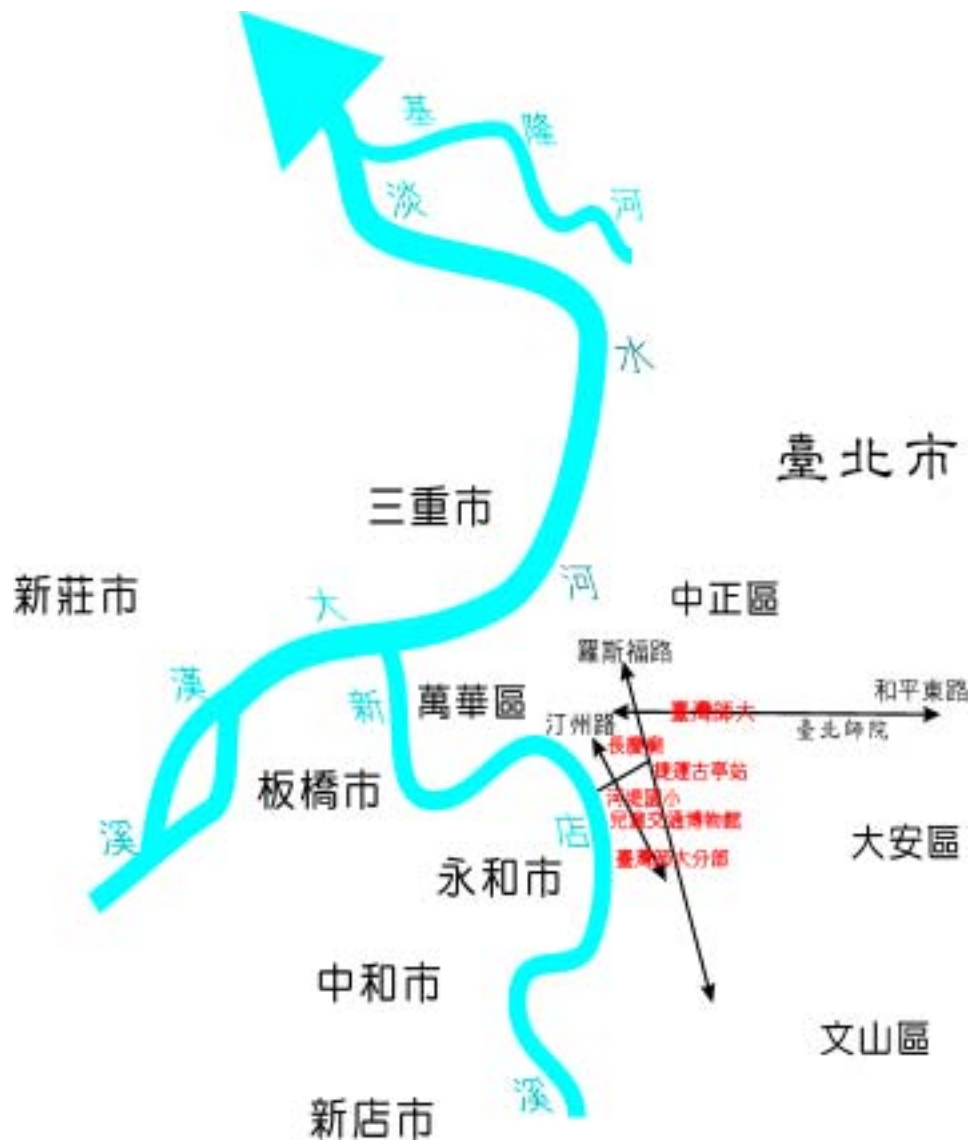 基隆河
淡水河
臺北市
三重市
新莊市
大漢溪
中正區
羅斯福路
和平東路
萬華區
新店溪
汀州路
臺灣師大
臺北師院
長慶廟
捷運古亭站
板橋市
河堤國小
兒童交通博物館
大安區
臺灣師大分部
永和市
中和市
文山區
新店市